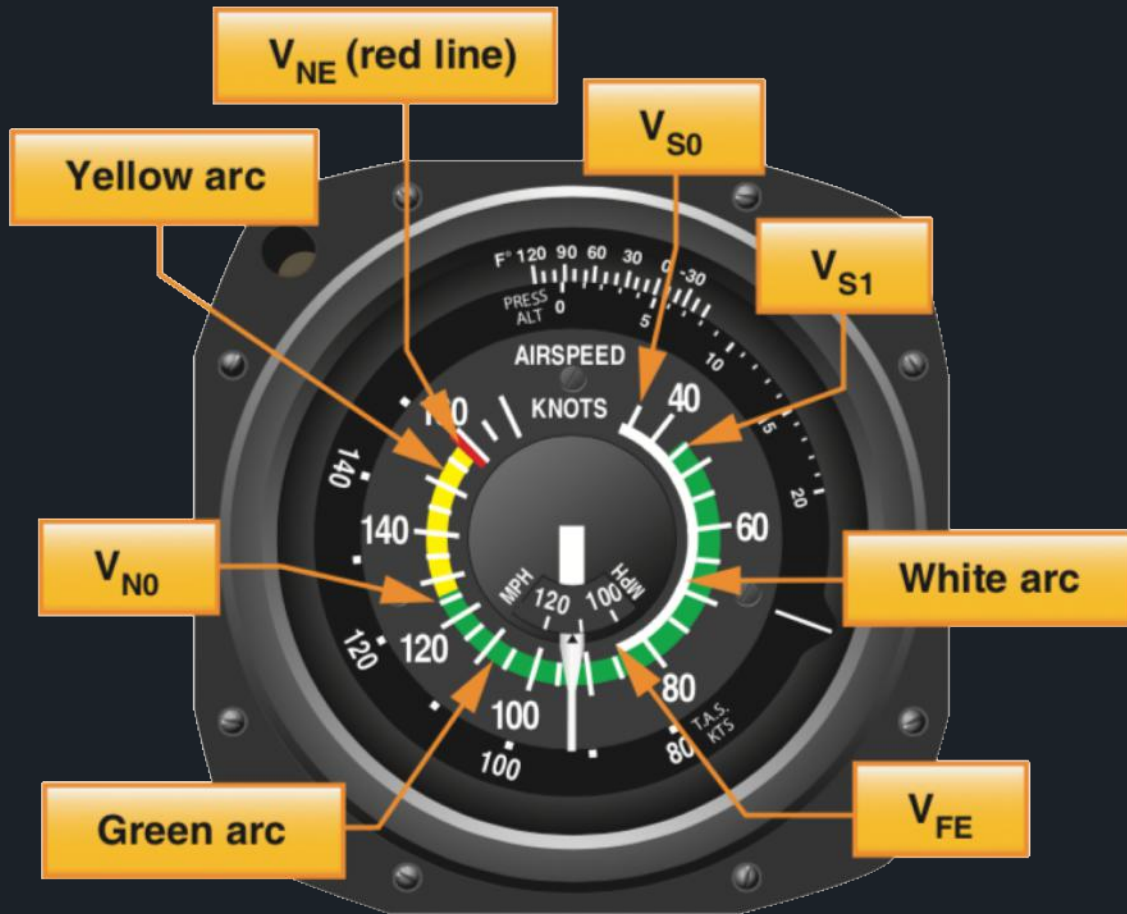 VNE (red line)
VS0
Yellow arc
VS1
F° 120 90 60 30 0 -30
PRESS
ALT
0 5 10 15 20
AIRSPEED
KNOTS
40
60
80
100
120
140
140
120
100
80
T.A.S.
KTS
MPH 120 100 MPH
VN0
White arc
Green arc
VFE